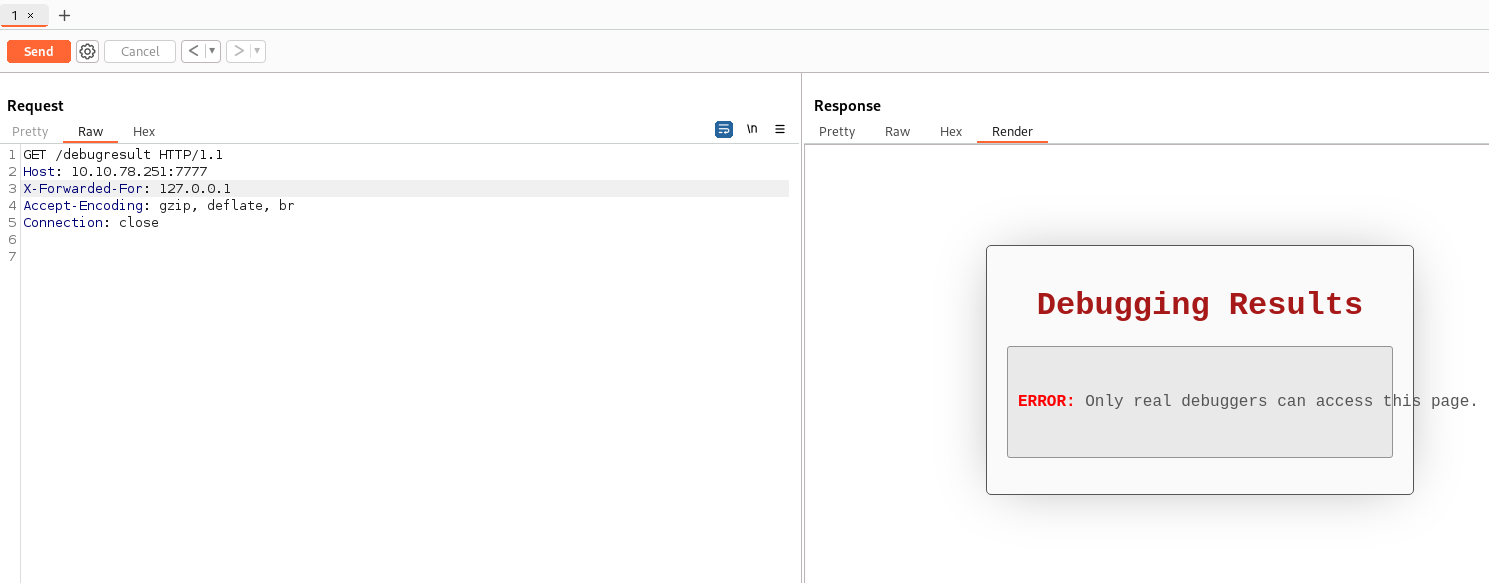 1 ×
+
Send
Cancel
< ▼
> ▼
Request
Pretty Raw Hex
\n ≡
1 GET /debugresult HTTP/1.1
2 Host: 10.10.78.251:7777
3 X-Forwarded-For: 127.0.0.1
4 Accept-Encoding: gzip, deflate, br
5 Connection: close
6
7
Response
Pretty Raw Hex Render
Debugging Results
ERROR: Only real debuggers can access this page.